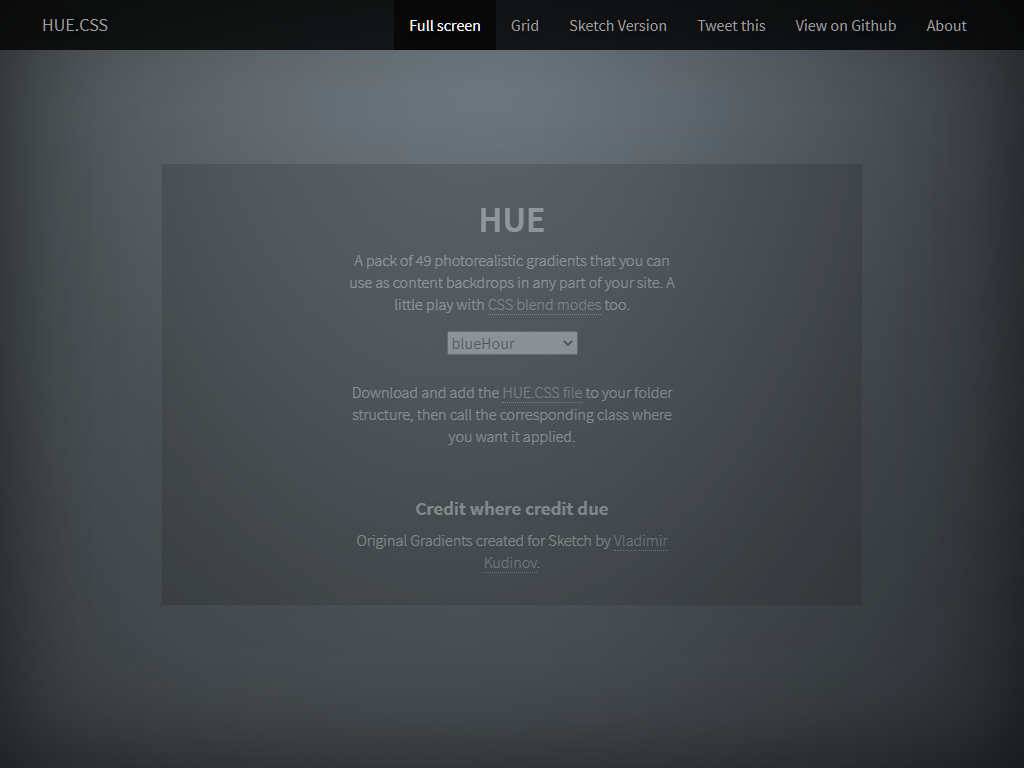 HUE.CSS
Full screen
Grid
Sketch Version
Tweet this
View on Github
About
HUE
A pack of 49 photorealistic gradients that you can
use as content backdrops in any part of your site. A
little play with CSS blend modes too.
blueHour
Download and add the HUE.CSS file to your folder
structure, then call the corresponding class where
you want it applied.
Credit where credit due
Original Gradients created for Sketch by Vladimir
Kudinov.